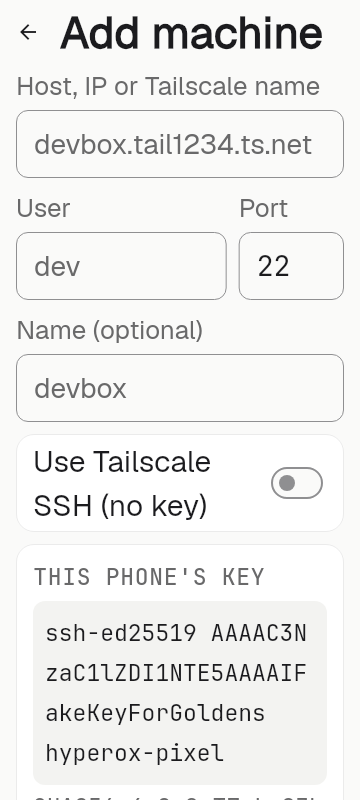 Add machine
Host, IP or Tailscale name
devbox.tail1234.ts.net
User
Port
dev
22
Name (optional)
devbox
Use Tailscale
SSH (no key)
THIS PHONE'S KEY
ssh-ed25519 AAAAC3N
zaC1lZDI1NTE5AAAAIF
akeKeyForGoldens
hyperox-pixel